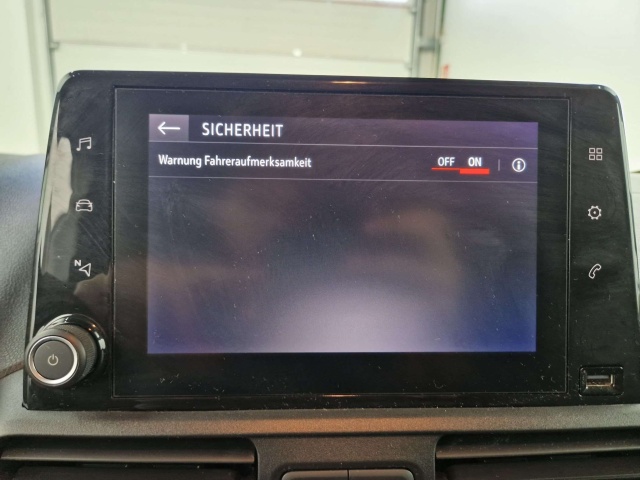 SICHERHEIT
Warnung Fahreraufmerksamkeit OFF ON
N